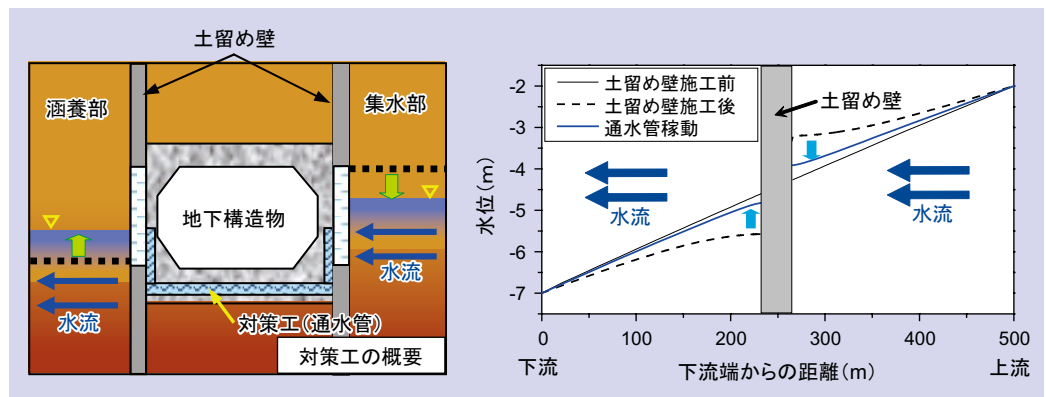 土留め壁
涵養部
集水部
地下構造物
水流
水流
対策工(通水管)
対策工の概要
土留め壁施工前
土留め壁施工後
通水管稼動
土留め壁
水流
水流
水位(m)
-2
-3
-4
-5
-6
-7
0
100
200
300
400
500
下流
下流端からの距離(m)
上流